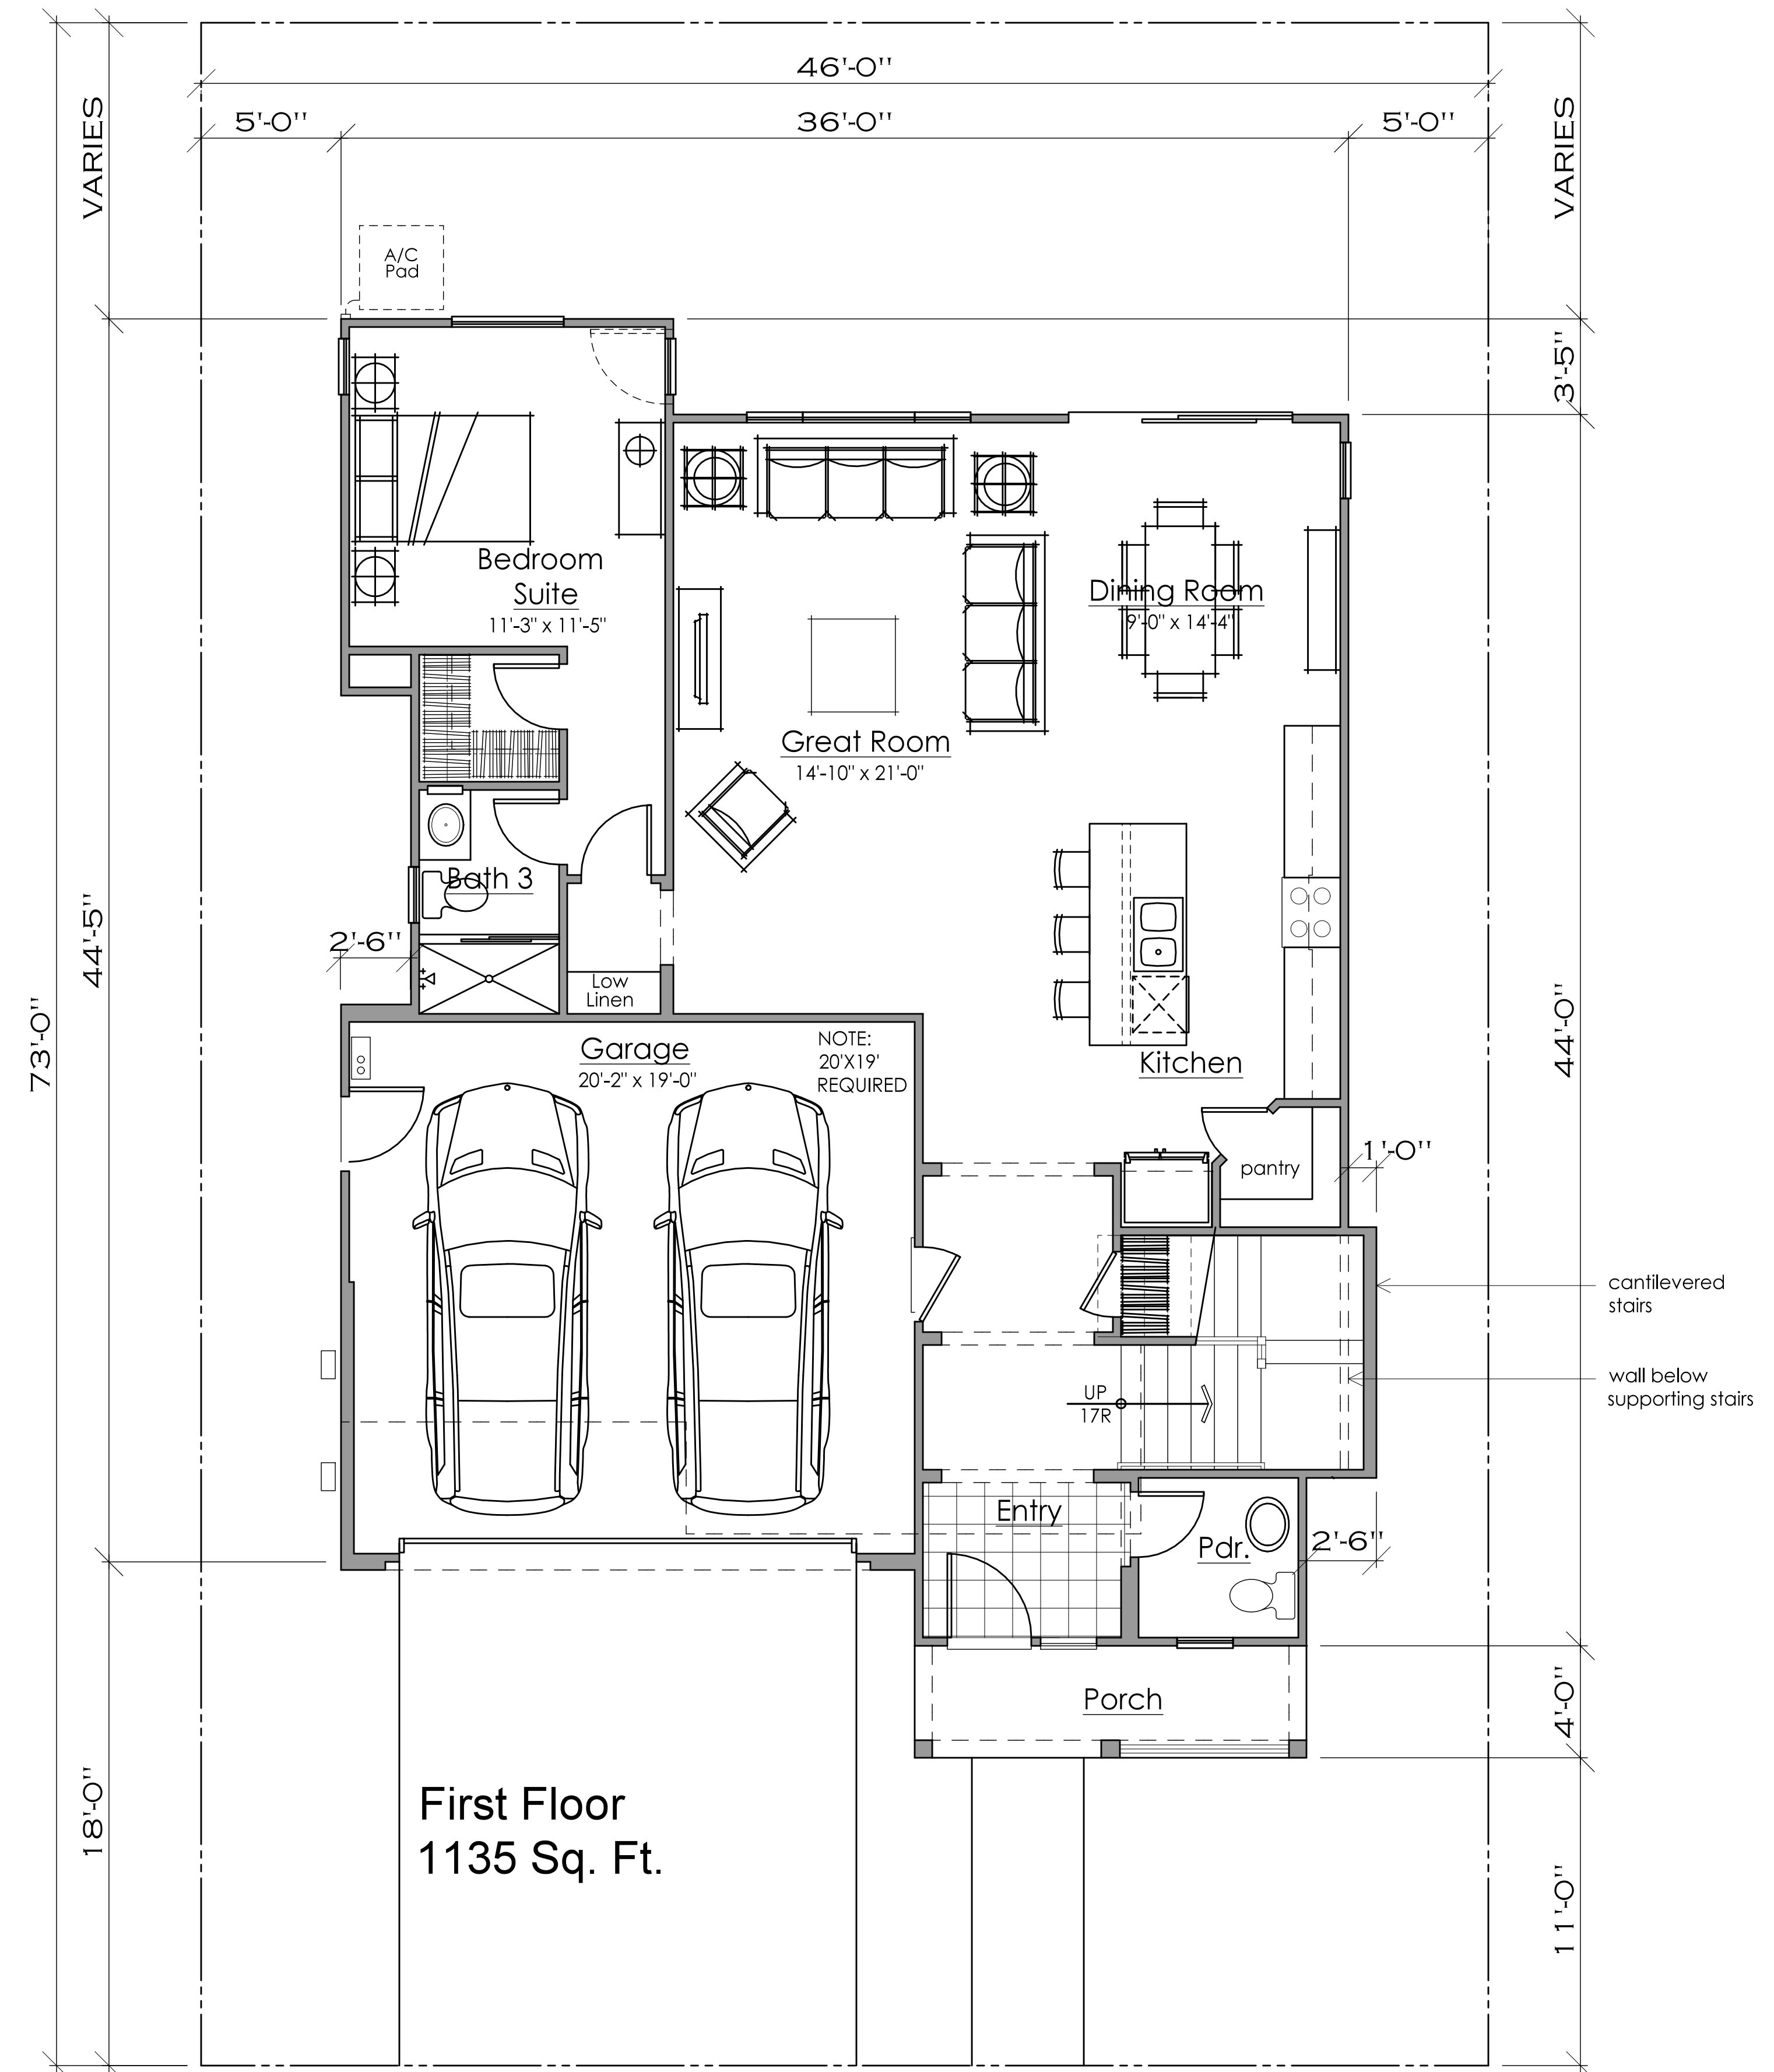 46'-0"
5'-0"
36'-0"
5'-0"
VARIES
VARIES
A/C
Pad
3'-5"
Bedroom
Suite
11'-3" x 11'-5"
Dining Room
9'-0" x 14'-4"
Great Room
14'-10" x 21'-0"
Bath 3
2'-6"
44'-5"
Low
Linen
73'-0"
44'-0"
Garage
20'-2" x 19'-0"
NOTE:
20'X19'
REQUIRED
Kitchen
pantry
1'-0"
cantilevered
stairs
wall below
supporting stairs
UP
17R
Entry
Pdr.
2'-6"
Porch
4'-0"
18'-0"
First Floor
1135 Sq. Ft.
11'-0"